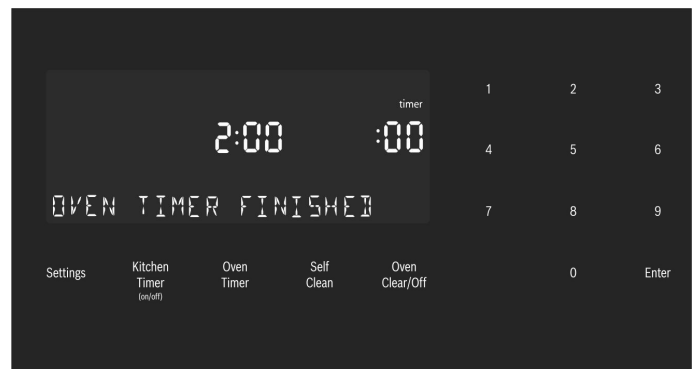 timer
2:00 :00
OVEN TIMER FINISHED
1 2 3
4 5 6
7 8 9
0 Enter
Settings
Kitchen Timer (on/off)
Oven Timer
Self Clean
Oven Clear/Off